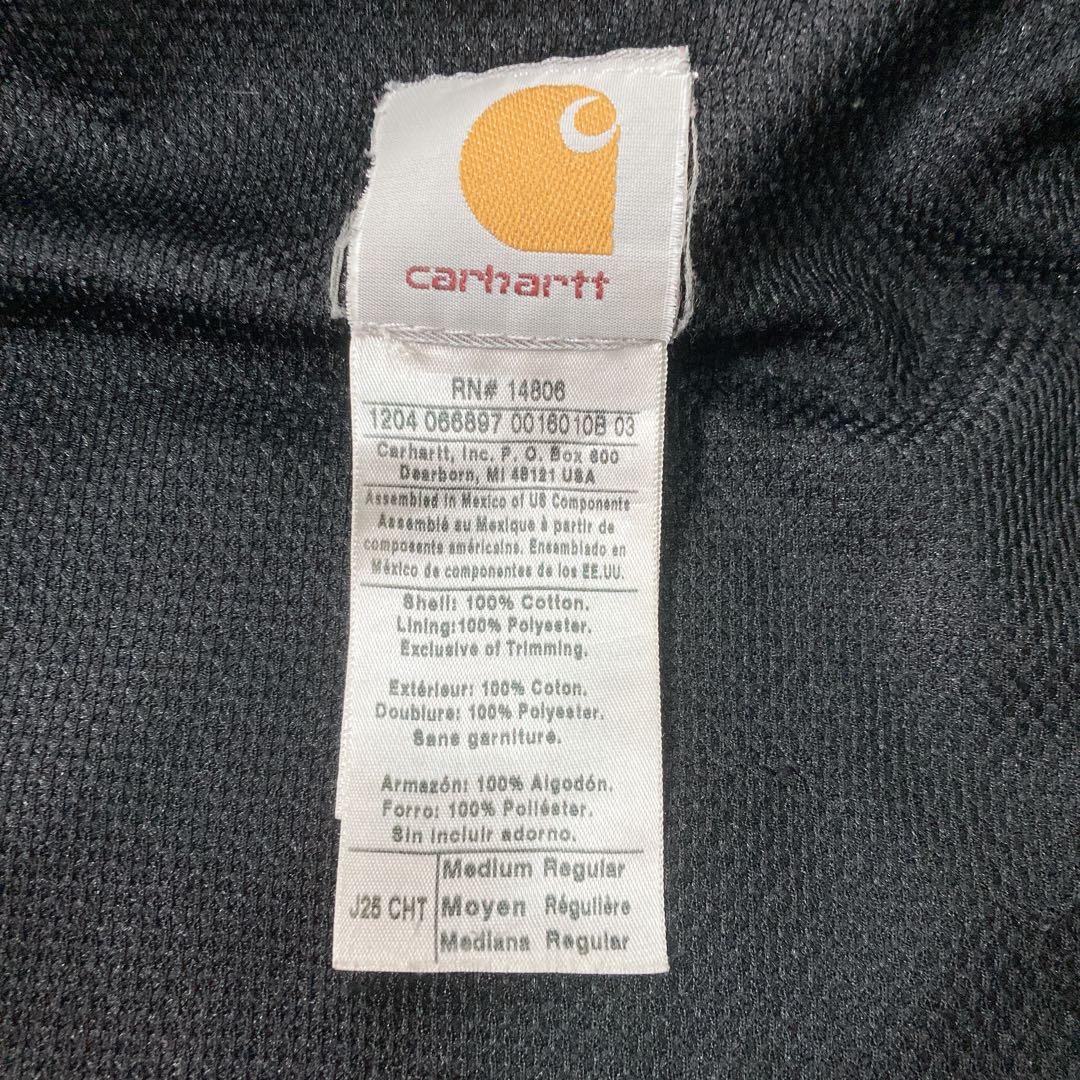 carhartt
RN# 14806
1204 066897 0016010B 03
Carhartt, Inc. P. O. Box 600
Dearborn, MI 48121 USA
Assembled in Mexico of US Components
Assemblé au Mexique à partir de
composants américains. Ensamblado en
México de componentes de los EE.UU.
Shell: 100% Cotton.
Lining:100% Polyester.
Exclusive of Trimming.
Extérieur: 100% Coton.
Doublure: 100% Polyester.
Sans garniture.
Armazón: 100% Algodón.
Forro: 100% Poliéster.
Sin incluir adorno.
Medium Regular
J25 CHT Moyen Régulière
Mediana Regular